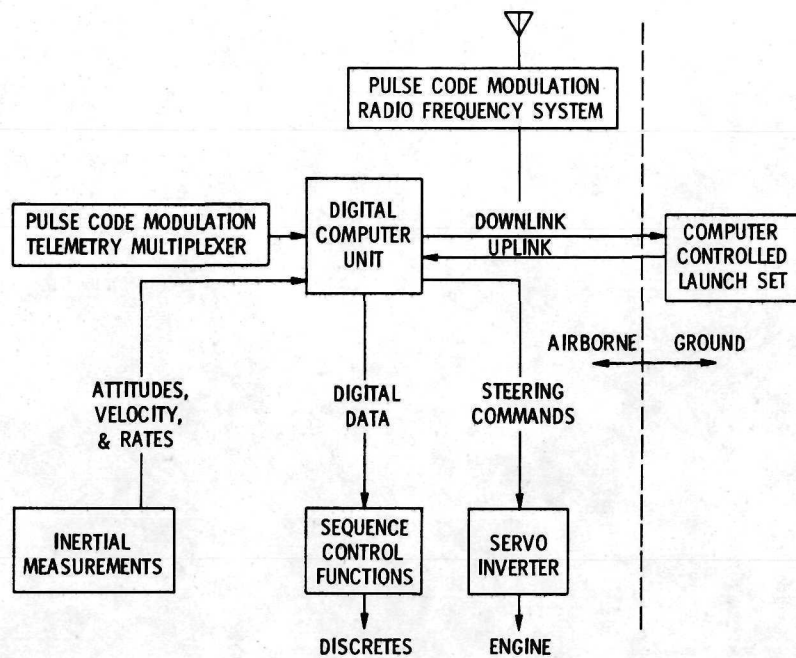 PULSE CODE MODULATION
RADIO FREQUENCY SYSTEM
PULSE CODE MODULATION
TELEMETRY MULTIPLEXER
DIGITAL
COMPUTER
UNIT
DOWNLINK
UPLINK
COMPUTER
CONTROLLED
LAUNCH SET
AIRBORNE
GROUND
ATTITUDES,
VELOCITY,
& RATES
DIGITAL
DATA
STEERING
COMMANDS
INERTIAL
MEASUREMENTS
SEQUENCE
CONTROL
FUNCTIONS
SERVO
INVERTER
DISCRETES
ENGINE